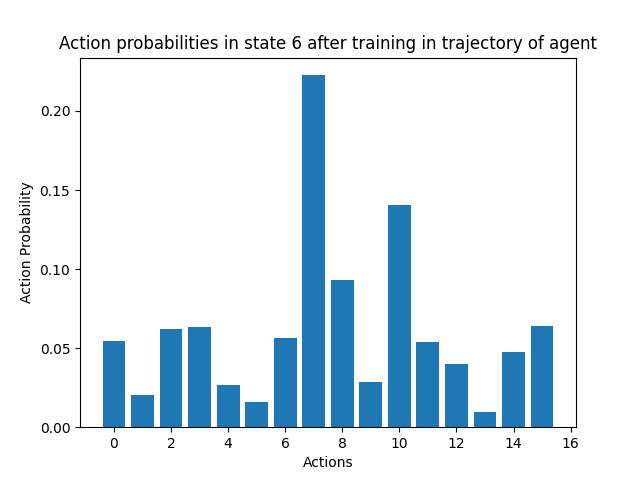 Action probabilities in state 6 after training in trajectory of agent
0.20
0.15
0.10
0.05
0.00
Action Probability
0 2 4 6 8 10 12 14 16
Actions